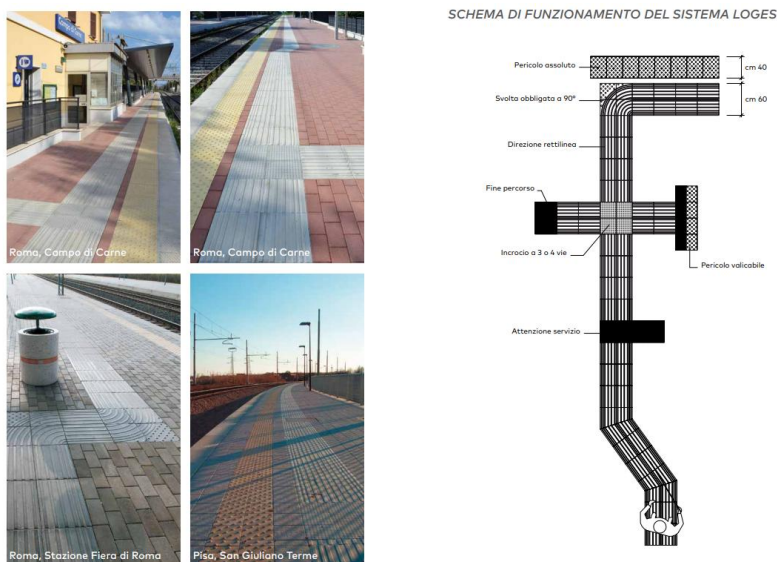 SCHEMA DI FUNZIONAMENTO DEL SISTEMA LOGES
Roma, Campo di Carne
Roma, Campo di Carne
Roma, Stazione Fiera di Roma
Pisa, San Giuliano Terme
Pericolo assoluto
cm 40
Svolta obbligata a 90°
cm 60
Direzione rettilinea
Fine percorso
Incrocio a 3 o 4 vie
Pericolo valicabile
Attenzione servizio